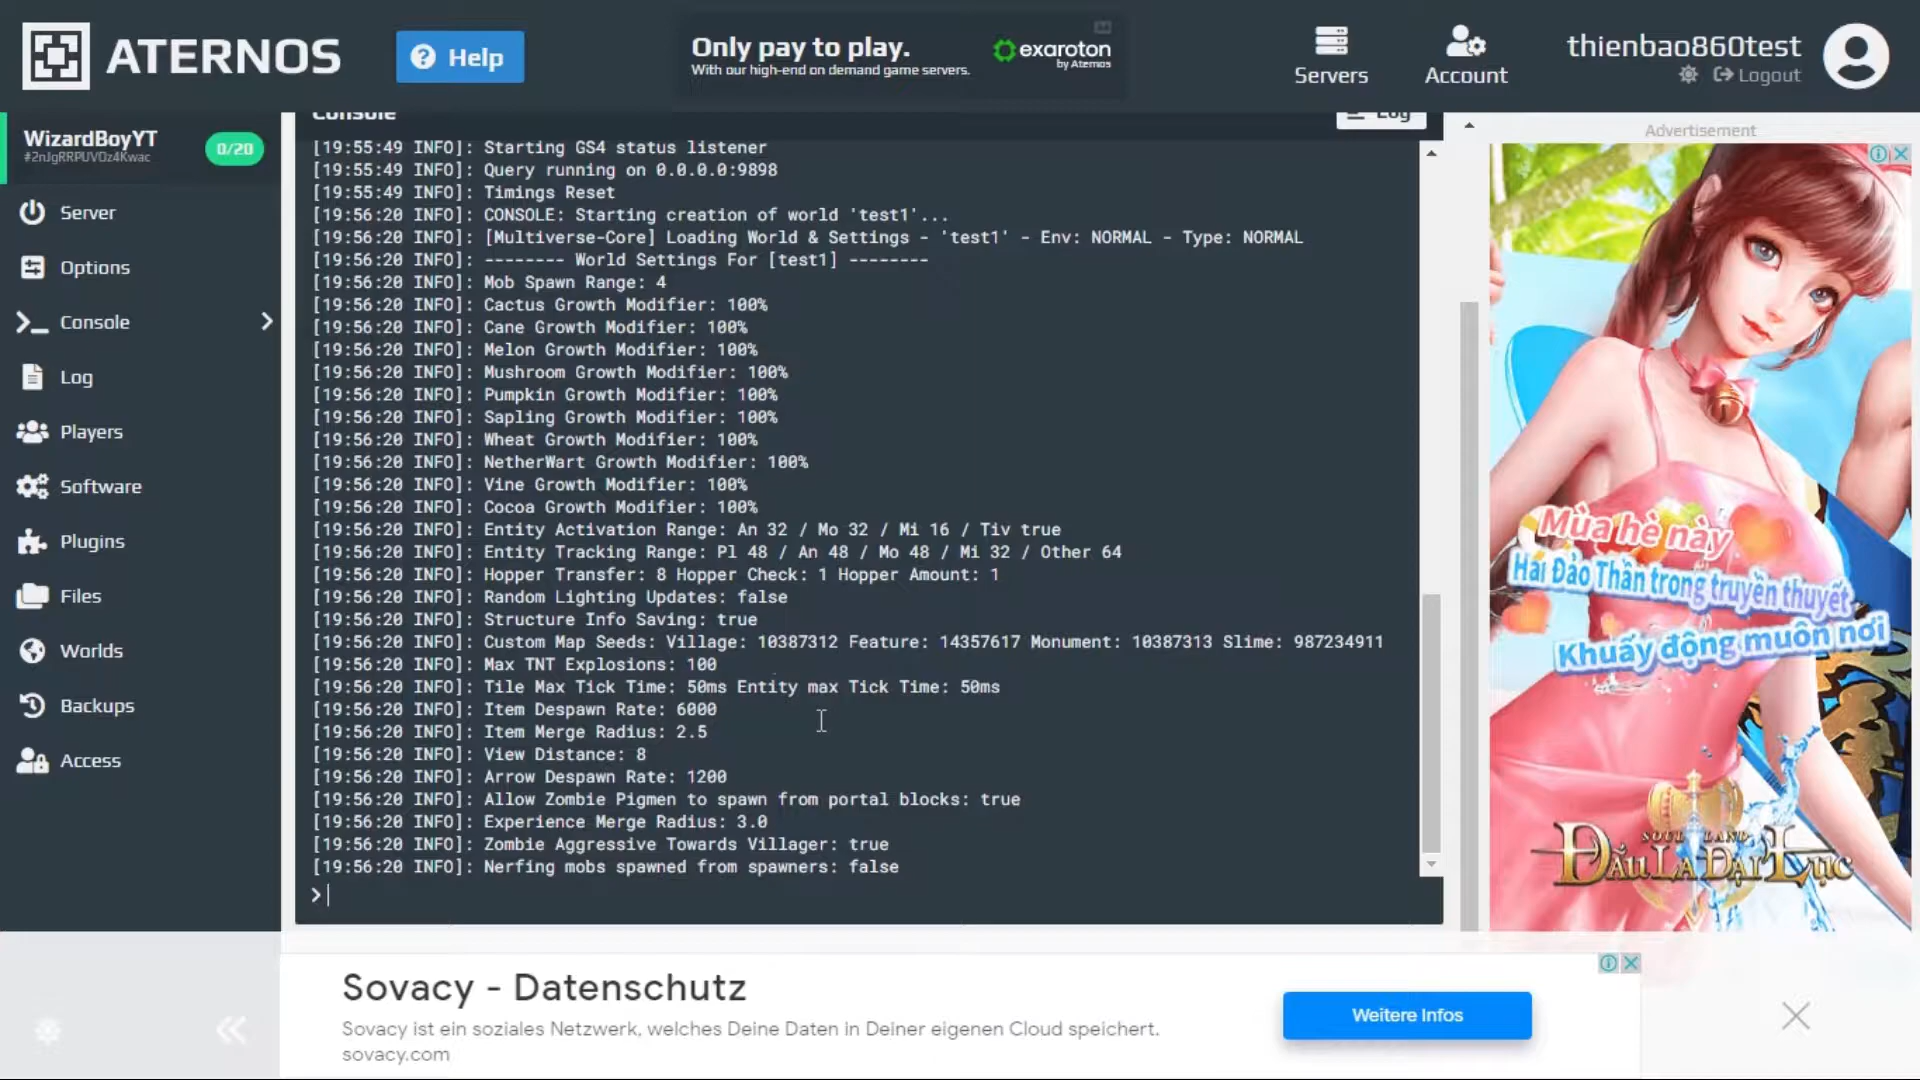 ATERNOS
Help
Only pay to play.
With our high-end on demand game servers.
exaroton
by Aternos
Servers
Account
thienbao860test
Logout
WizardBoyYT
#2nJgRRPUVOz4Kwac
0/20
Server
Options
Console
Log
Players
Software
Plugins
Files
Worlds
Backups
Access
Console
Log
[19:55:49 INFO]: Starting GS4 status listener
[19:55:49 INFO]: Query running on 0.0.0.0:9898
[19:55:49 INFO]: Timings Reset
[19:56:20 INFO]: CONSOLE: Starting creation of world 'test1'...
[19:56:20 INFO]: [Multiverse-Core] Loading World & Settings - 'test1' - Env: NORMAL - Type: NORMAL
[19:56:20 INFO]: -------- World Settings For [test1] --------
[19:56:20 INFO]: Mob Spawn Range: 4
[19:56:20 INFO]: Cactus Growth Modifier: 100%
[19:56:20 INFO]: Cane Growth Modifier: 100%
[19:56:20 INFO]: Melon Growth Modifier: 100%
[19:56:20 INFO]: Mushroom Growth Modifier: 100%
[19:56:20 INFO]: Pumpkin Growth Modifier: 100%
[19:56:20 INFO]: Sapling Growth Modifier: 100%
[19:56:20 INFO]: Wheat Growth Modifier: 100%
[19:56:20 INFO]: NetherWart Growth Modifier: 100%
[19:56:20 INFO]: Vine Growth Modifier: 100%
[19:56:20 INFO]: Cocoa Growth Modifier: 100%
[19:56:20 INFO]: Entity Activation Range: An 32 / Mo 32 / Mi 16 / Tiv true
[19:56:20 INFO]: Entity Tracking Range: Pl 48 / An 48 / Mo 48 / Mi 32 / Other 64
[19:56:20 INFO]: Hopper Transfer: 8 Hopper Check: 1 Hopper Amount: 1
[19:56:20 INFO]: Random Lighting Updates: false
[19:56:20 INFO]: Structure Info Saving: true
[19:56:20 INFO]: Custom Map Seeds: Village: 10387312 Feature: 14357617 Monument: 10387313 Slime: 987234911
[19:56:20 INFO]: Max TNT Explosions: 100
[19:56:20 INFO]: Tile Max Tick Time: 50ms Entity max Tick Time: 50ms
[19:56:20 INFO]: Item Despawn Rate: 6000
[19:56:20 INFO]: Item Merge Radius: 2.5
[19:56:20 INFO]: View Distance: 8
[19:56:20 INFO]: Arrow Despawn Rate: 1200
[19:56:20 INFO]: Allow Zombie Pigmen to spawn from portal blocks: true
[19:56:20 INFO]: Experience Merge Radius: 3.0
[19:56:20 INFO]: Zombie Aggressive Towards Villager: true
[19:56:20 INFO]: Nerfing mobs spawned from spawners: false
>
Advertisement
Mùa hè này
Hải Đảo Thần trong truyền thuyết
Khuấy động muôn nơi
SOUL LAND
ĐẤU LA ĐẠI LỤC
Sovacy - Datenschutz
Sovacy ist ein soziales Netzwerk, welches Deine Daten in Deiner eigenen Cloud speichert.
sovacy.com
Weitere Infos